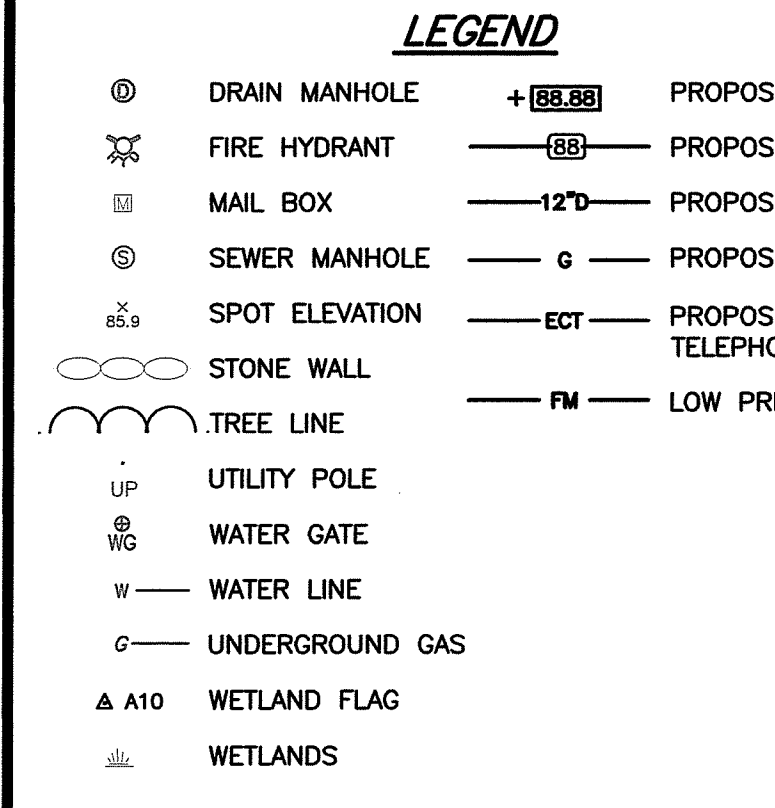 LEGEND
D DRAIN MANHOLE
FIRE HYDRANT
M MAIL BOX
S SEWER MANHOLE
× 85.9 SPOT ELEVATION
STONE WALL
TREE LINE
UP UTILITY POLE
WG WATER GATE
W WATER LINE
G UNDERGROUND GAS
A10 WETLAND FLAG
WETLANDS
+ 88.88 PROPOS
88 PROPOS
12"D PROPOS
G PROPOS
ECT PROPOS
TELEPHO
FM LOW PR